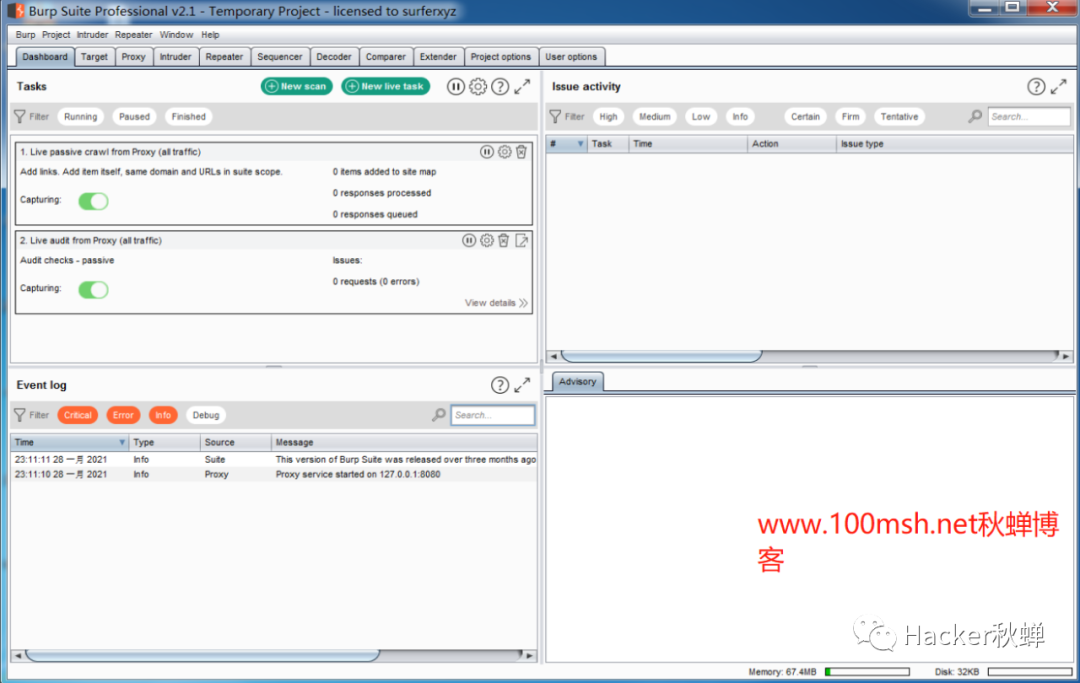 Burp Suite Professional v2.1 - Temporary Project - licensed to surferxyz
Burp Project Intruder Repeater Window Help
Dashboard Target Proxy Intruder Repeater Sequencer Decoder Comparer Extender Project options User options
Tasks
New scan
New live task
Filter Running Paused Finished
1. Live passive crawl from Proxy (all traffic)
Add links. Add item itself, same domain and URLs in suite scope.
0 items added to site map
0 responses processed
Capturing:
0 responses queued
2. Live audit from Proxy (all traffic)
Audit checks - passive
Issues:
0 requests (0 errors)
Capturing:
View details
Issue activity
Filter High Medium Low Info Certain Firm Tentative Search...
# Task Time Action Issue type
Event log
Filter Critical Error Info Debug Search...
Time Type Source Message
23:11:11 28 一月 2021 Info Suite This version of Burp Suite was released over three months ago
23:11:10 28 一月 2021 Info Proxy Proxy service started on 127.0.0.1:8080
Advisory
www.100msh.net秋蝉博
客
Hacker秋蝉
Memory: 67.4MB Disk: 32KB